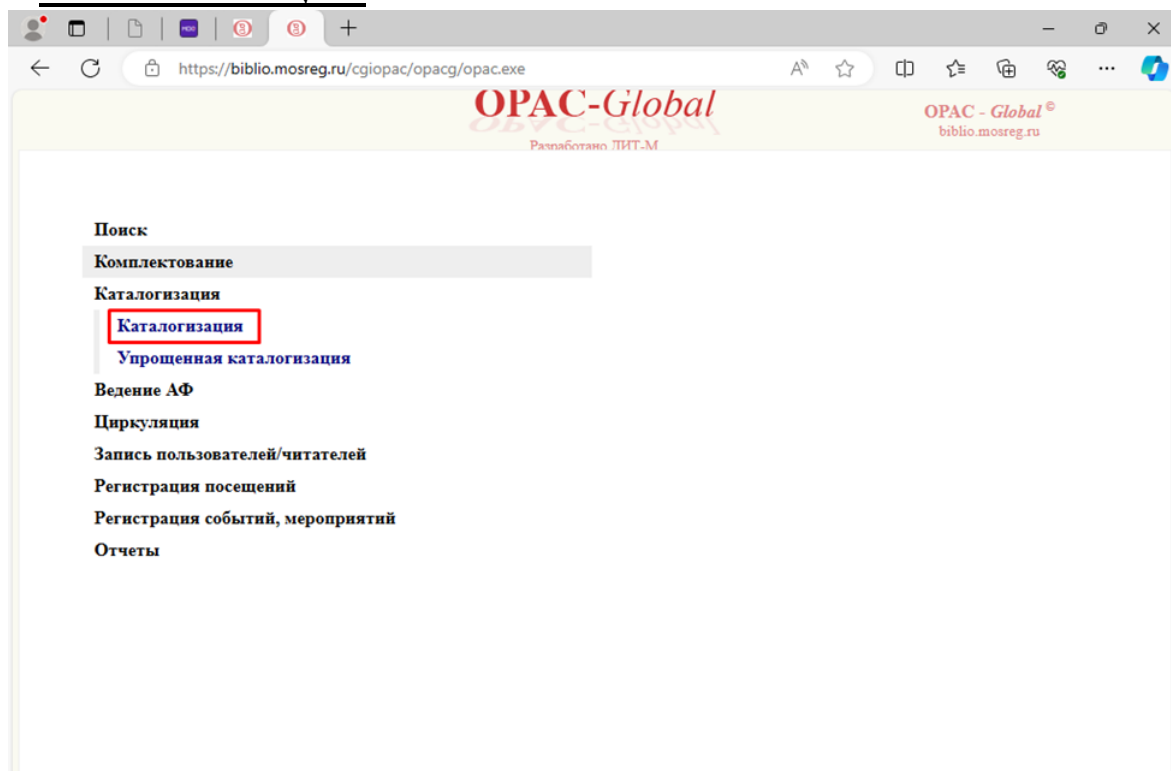 https://biblio.mosreg.ru/cgiopac/opacg/opac.exe
OPAC-Global
Разработано ЛИТ-М
OPAC - Global ©
biblio.mosreg.ru
Поиск
Комплектование
Каталогизация
Каталогизация
Упрощенная каталогизация
Ведение АФ
Циркуляция
Запись пользователей/читателей
Регистрация посещений
Регистрация событий, мероприятий
Отчеты